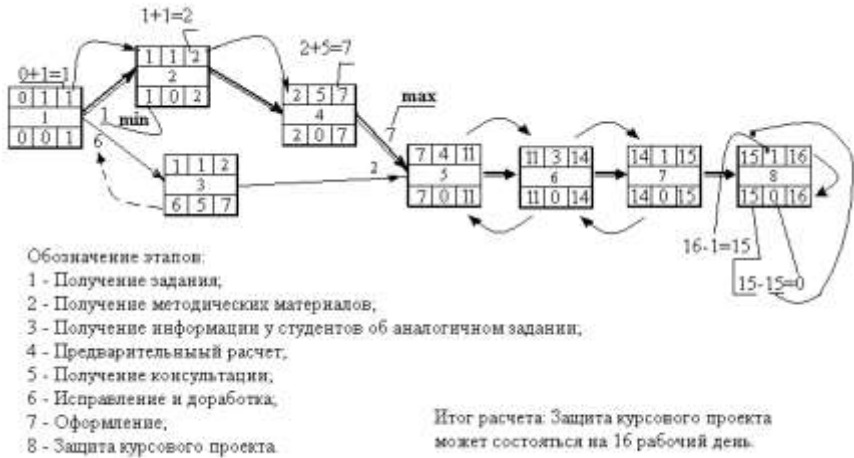 1+1=2
2+5=7
0+1=1
1 1 2
2
1 0 2
0 1 1
1
0 0 1
2 5 7
4
2 0 7
max
1 min
7
6
2
1 1 2
3
6 5 7
7 4 11
5
7 0 11
11 3 14
6
11 0 14
14 1 15
7
14 0 15
15 1 16
8
15 0 16
16-1=15
15-15=0
Обозначение этапов:
1 - Получение задания;
2 - Получение методических материалов;
3 - Получение информации у студентов об аналогичном задании;
4 - Предварительныый расчет;
5 - Получение консультации;
6 - Исправление и доработка;
7 - Оформление;
8 - Защита курсового проекта.
Итог расчета: Защита курсового проекта
может состояться на 16 рабочий день.